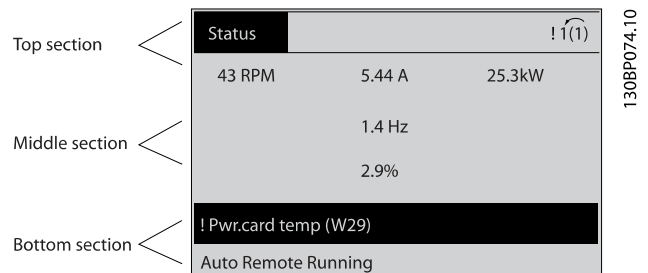 Top section
Status
! 1(1)
43 RPM 5.44 A 25.3kW
Middle section
1.4 Hz
2.9%
! Pwr.card temp (W29)
Bottom section
Auto Remote Running
130BP074.10